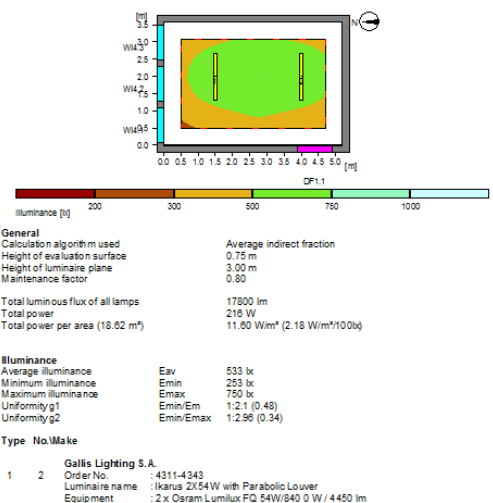 [m]
3.5
N
WI4.3
3.0
2.5
2.0
WI4.2
1.5
1.0
WI4.1
0.5
0.0
0.0 0.5 1.0 1.5 2.0 2.5 3.0 3.5 4.0 4.5 5.0 [m]
DF1.1
Illuminance [lx] 200 300 500 750 1000
General
Calculation algorithm used Average indirect fraction
Height of evaluation surface 0.75 m
Height of luminaire plane 3.00 m
Maintenance factor 0.80
Total luminous flux of all lamps 17800 lm
Total power 216 W
Total power per area (18.62 m²) 11.60 W/m² (2.18 W/m²/100lx)
Illuminance
Average illuminance Eav 533 lx
Minimum illuminance Emin 253 lx
Maximum illuminance Emax 750 lx
Uniformity g1 Emin/Em 1:2.1 (0.48)
Uniformity g2 Emin/Emax 1:2.96 (0.34)
Type No.\Make
Gallis Lighting S.A.
1 2 Order No. : 4311-4343
Luminaire name : Ikarus 2X54W with Parabolic Louver
Equipment : 2 x Osram Lumilux FQ 54W/840 0 W / 4450 lm